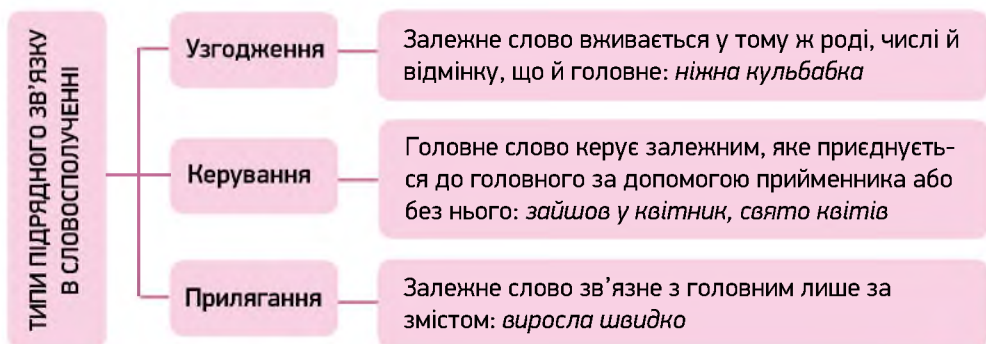 ТИПИ ПІДРЯДНОГО ЗВ’ЯЗКУ
В СЛОВОСПОЛУЧЕННІ
Узгодження
Залежне слово вживається у тому ж роді, числі й
відмінку, що й головне: ніжна кульбабка
Керування
Головне слово керує залежним, яке приєднуєть-
ся до головного за допомогою прийменника або
без нього: зайшов у квітник, свято квітів
Прилягання
Залежне слово зв’язне з головним лише за
змістом: виросла швидко